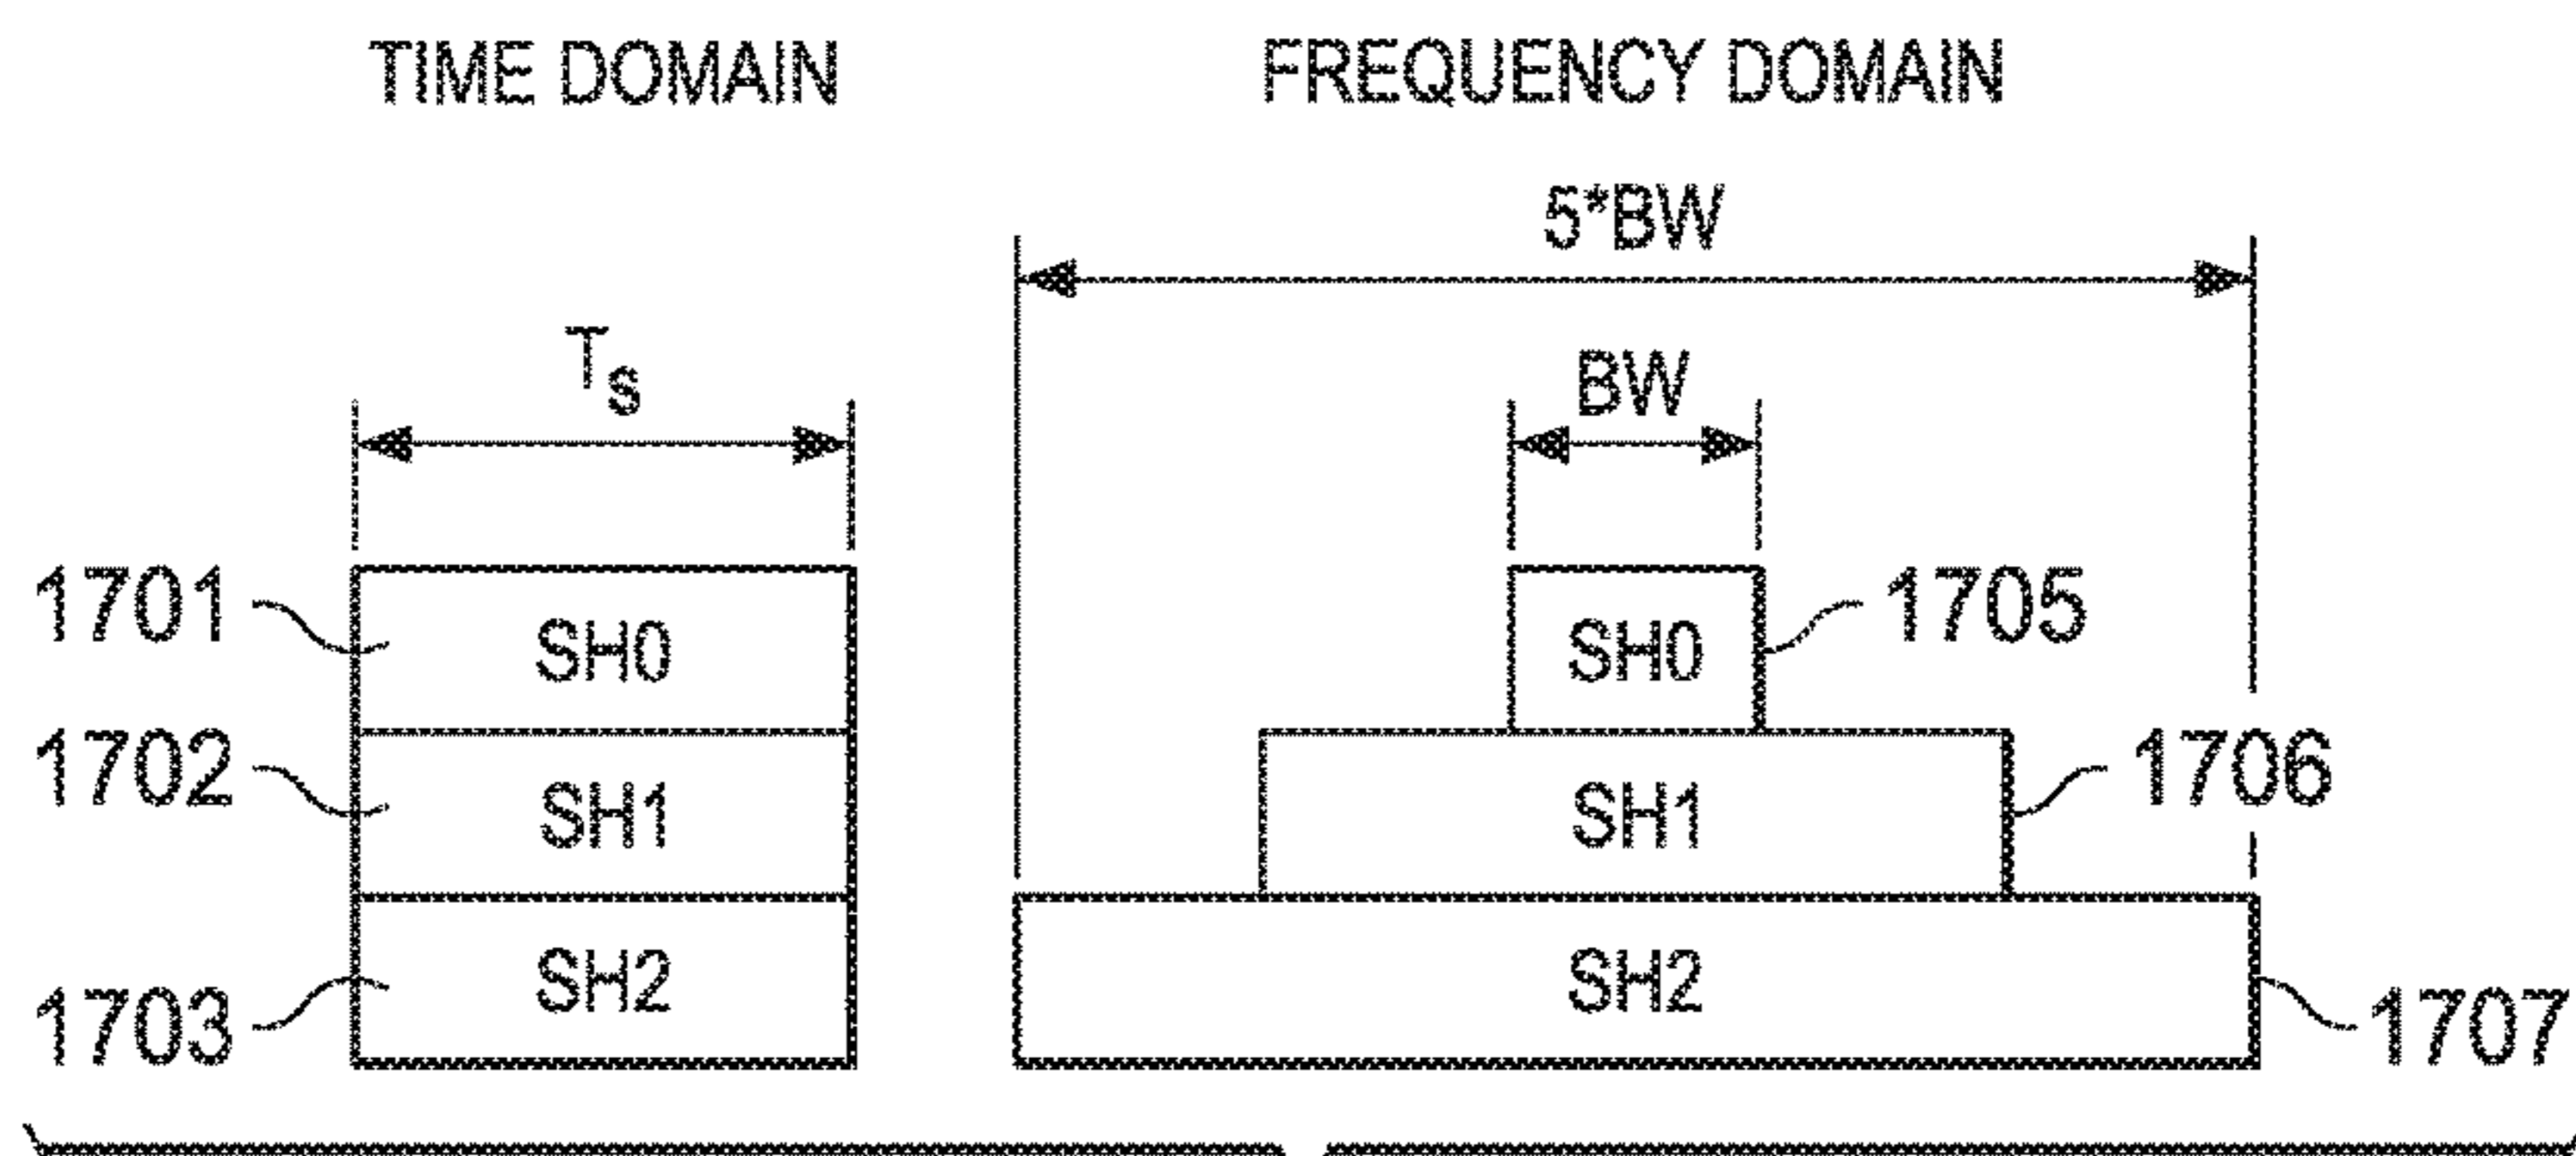 TIME DOMAIN FREQUENCY DOMAIN
5*BW
Ts BW
1701 SH0 SH0 1705
1702 SH1 SH1 1706
1703 SH2 SH2 1707